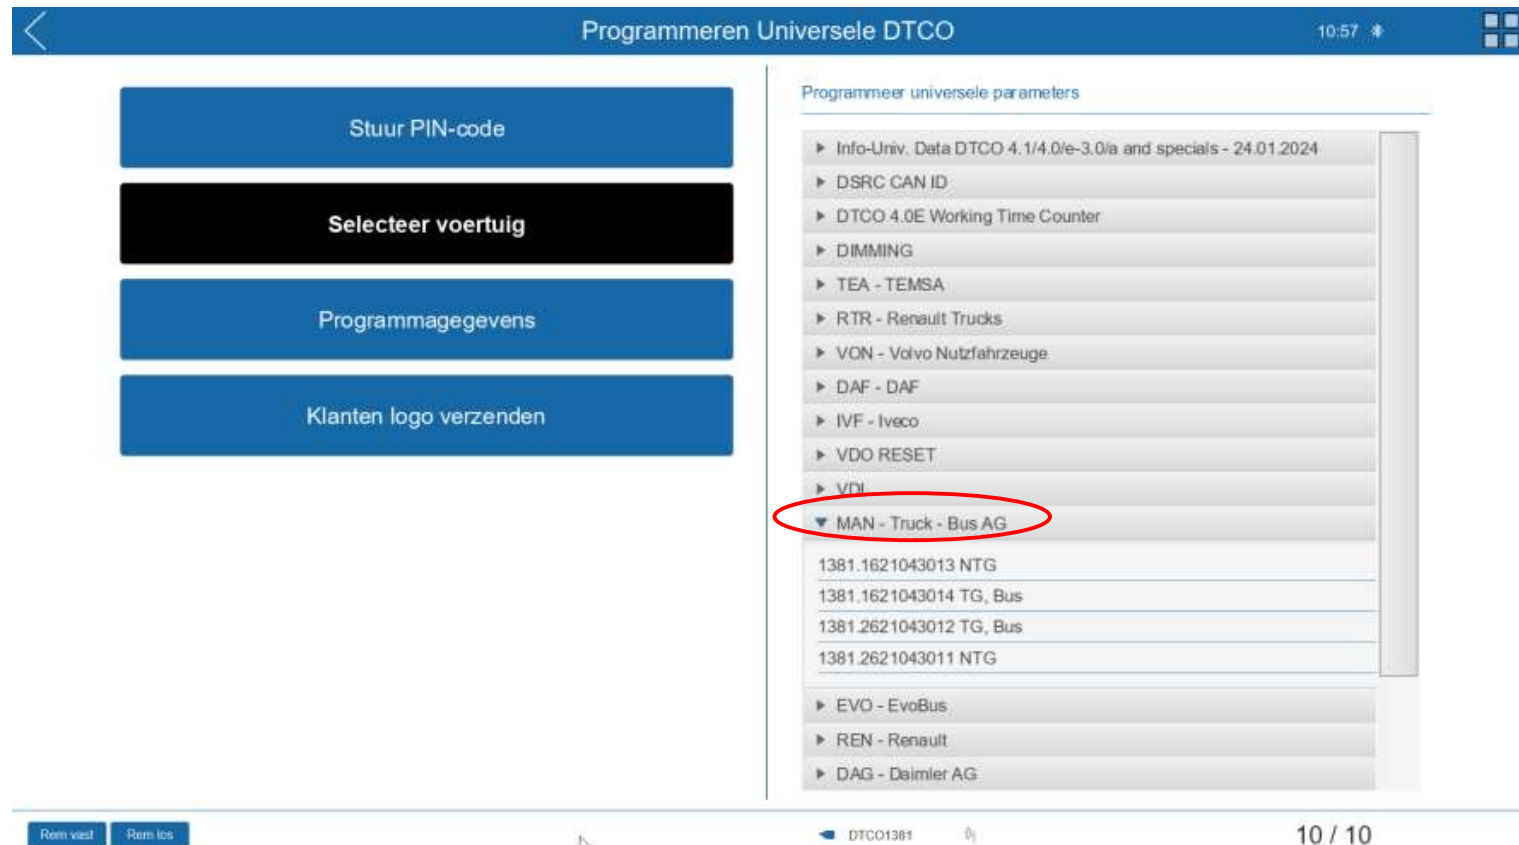 Programmeren Universele DTCO
10:57
Stuur PIN-code
Selecteer voertuig
Programmagegevens
Klanten logo verzenden
Programmeer universele parameters
Info-Univ. Data DTCO 4.1/4.0/e-3.0/a and specials - 24.01.2024
DSRC CAN ID
DTCO 4.0E Working Time Counter
DIMMING
TEA - TEMSA
RTR - Renault Trucks
VON - Volvo Nutzfahrzeuge
DAF - DAF
IVF - Iveco
VDO RESET
VDL
MAN - Truck - Bus AG
1381.1621043013 NTG
1381.1621043014 TG, Bus
1381.2621043012 TG, Bus
1381.2621043011 NTG
EVO - EvoBus
REN - Renault
DAG - Daimler AG
Rem vast
Rem los
DTCO1381
10 / 10